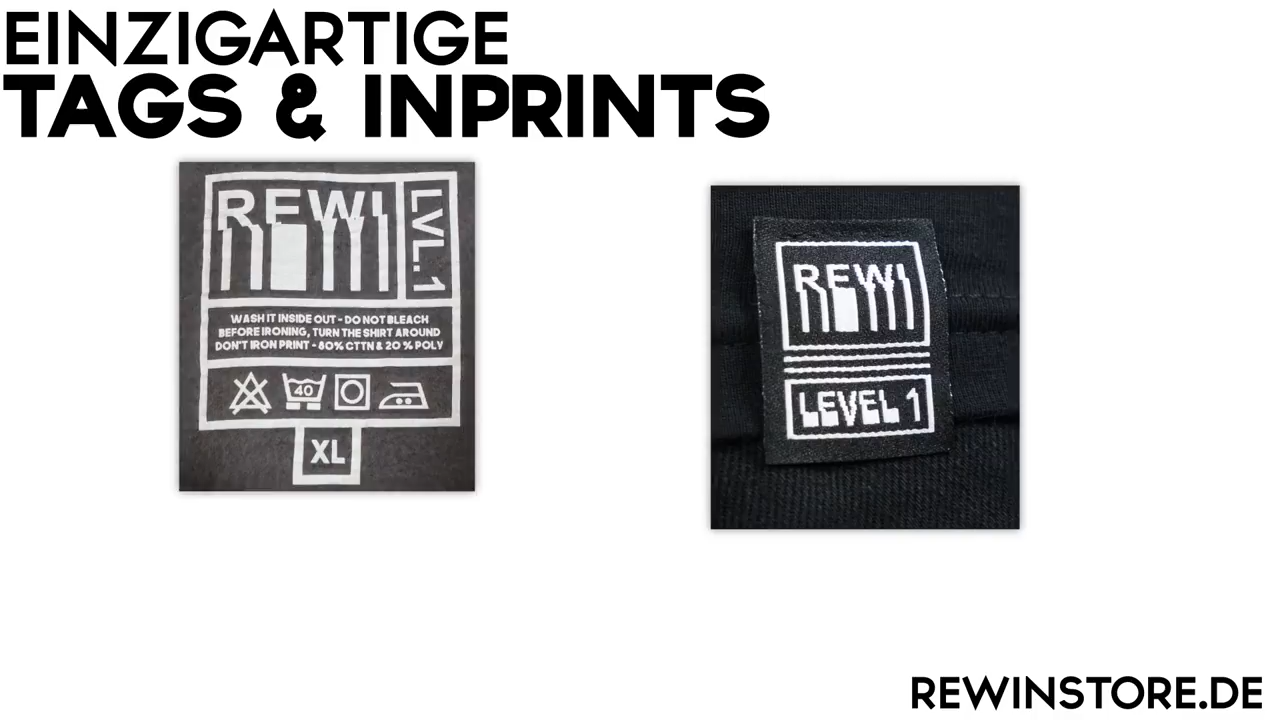 EINZIGARTIGE
TAGS & INPRINTS
REWI
LVL.1
WASH IT INSIDE OUT - DO NOT BLEACH
BEFORE IRONING, TURN THE SHIRT AROUND
DON'T IRON PRINT - 80% CTTN & 20 % POLY
40
XL
REWI
LEVEL 1
REWINSTORE.DE